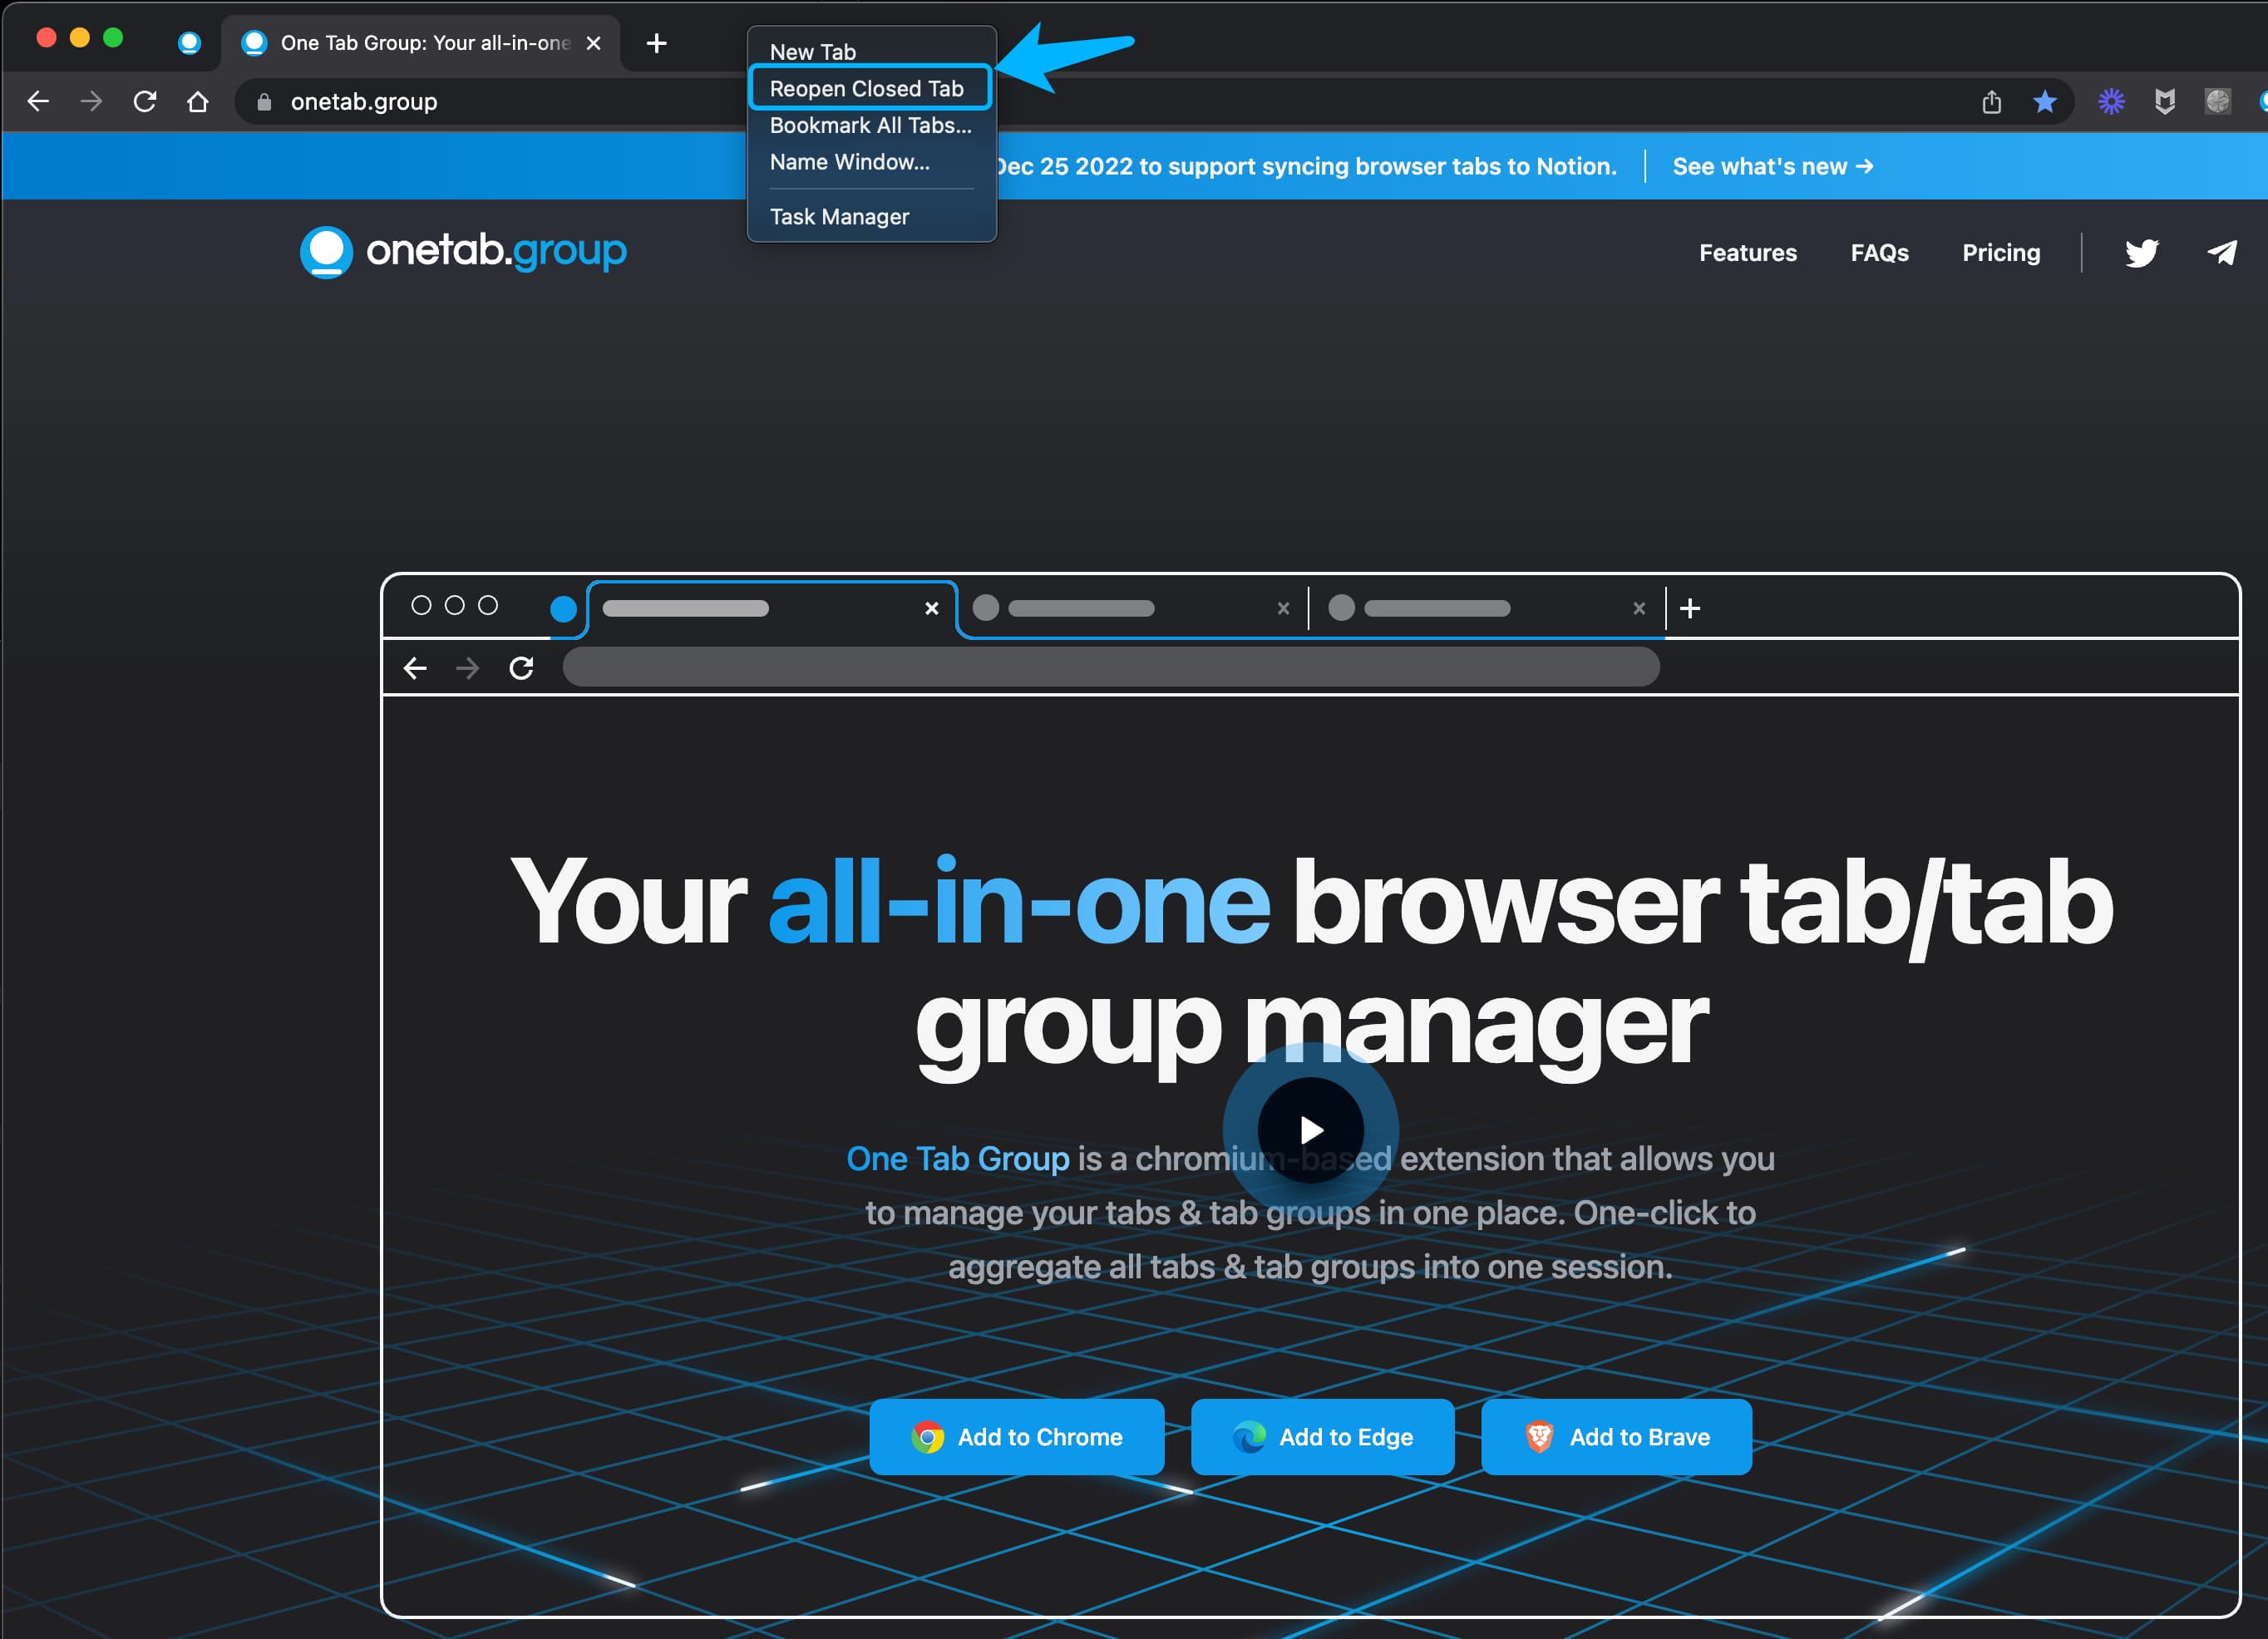 One Tab Group: Your all-in-one
New Tab
Reopen Closed Tab
Bookmark All Tabs...
Name Window...
Task Manager
onetab.group
Dec 25 2022 to support syncing browser tabs to Notion.
See what's new →
onetab.group
Features
FAQs
Pricing
Your all-in-one browser tab/tab
group manager
One Tab Group is a chromium-based extension that allows you
to manage your tabs & tab groups in one place. One-click to
aggregate all tabs & tab groups into one session.
Add to Chrome
Add to Edge
Add to Brave